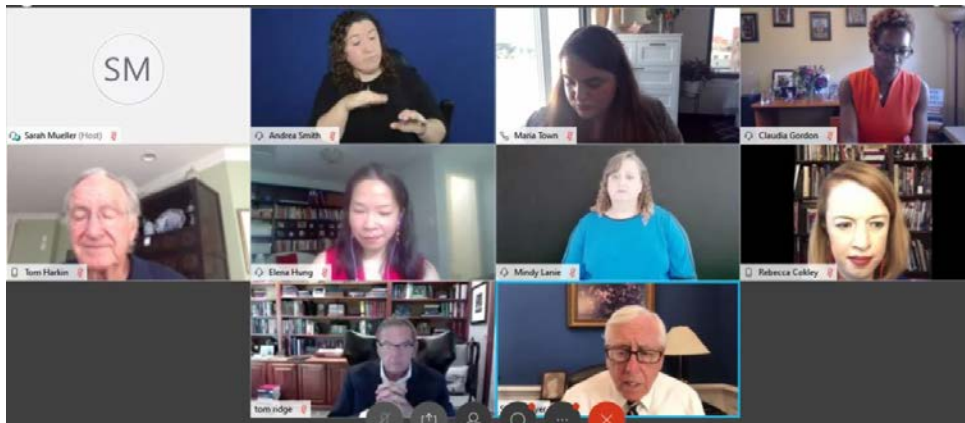 SM
Sarah Mueller (Host)
Andrea Smith
Maria Town
Claudia Gordon
Tom Harkin
Elena Hung
Mindy Lanie
Rebecca Cokley
tom ridge